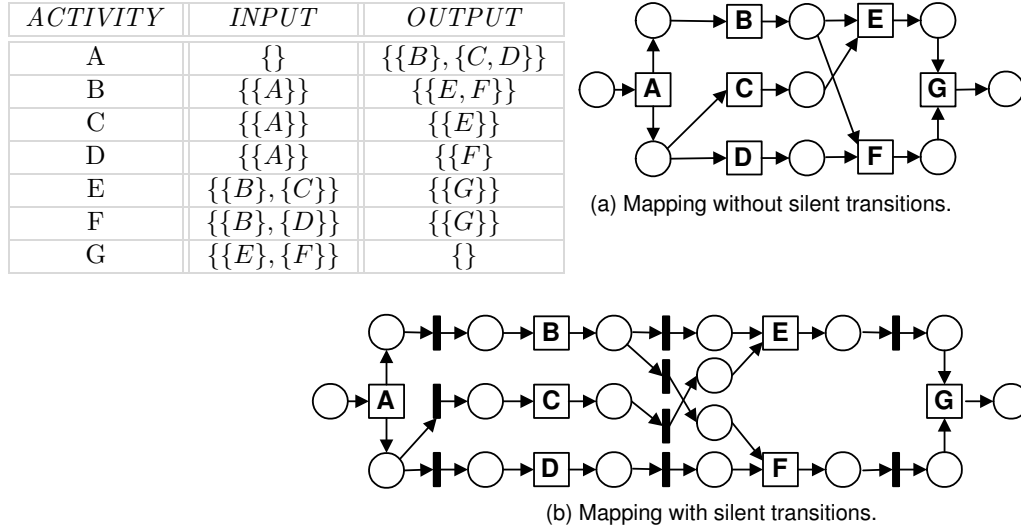 ACTIVITY INPUT OUTPUT
A {} {{B}, {C, D}}
B {{A}} {{E, F}}
C {{A}} {{E}}
D {{A}} {{F}
E {{B}, {C}} {{G}}
F {{B}, {D}} {{G}}
G {{E}, {F}} {}
B E
A C G
D F
(a) Mapping without silent transitions.
B E
A C G
D F
(b) Mapping with silent transitions.